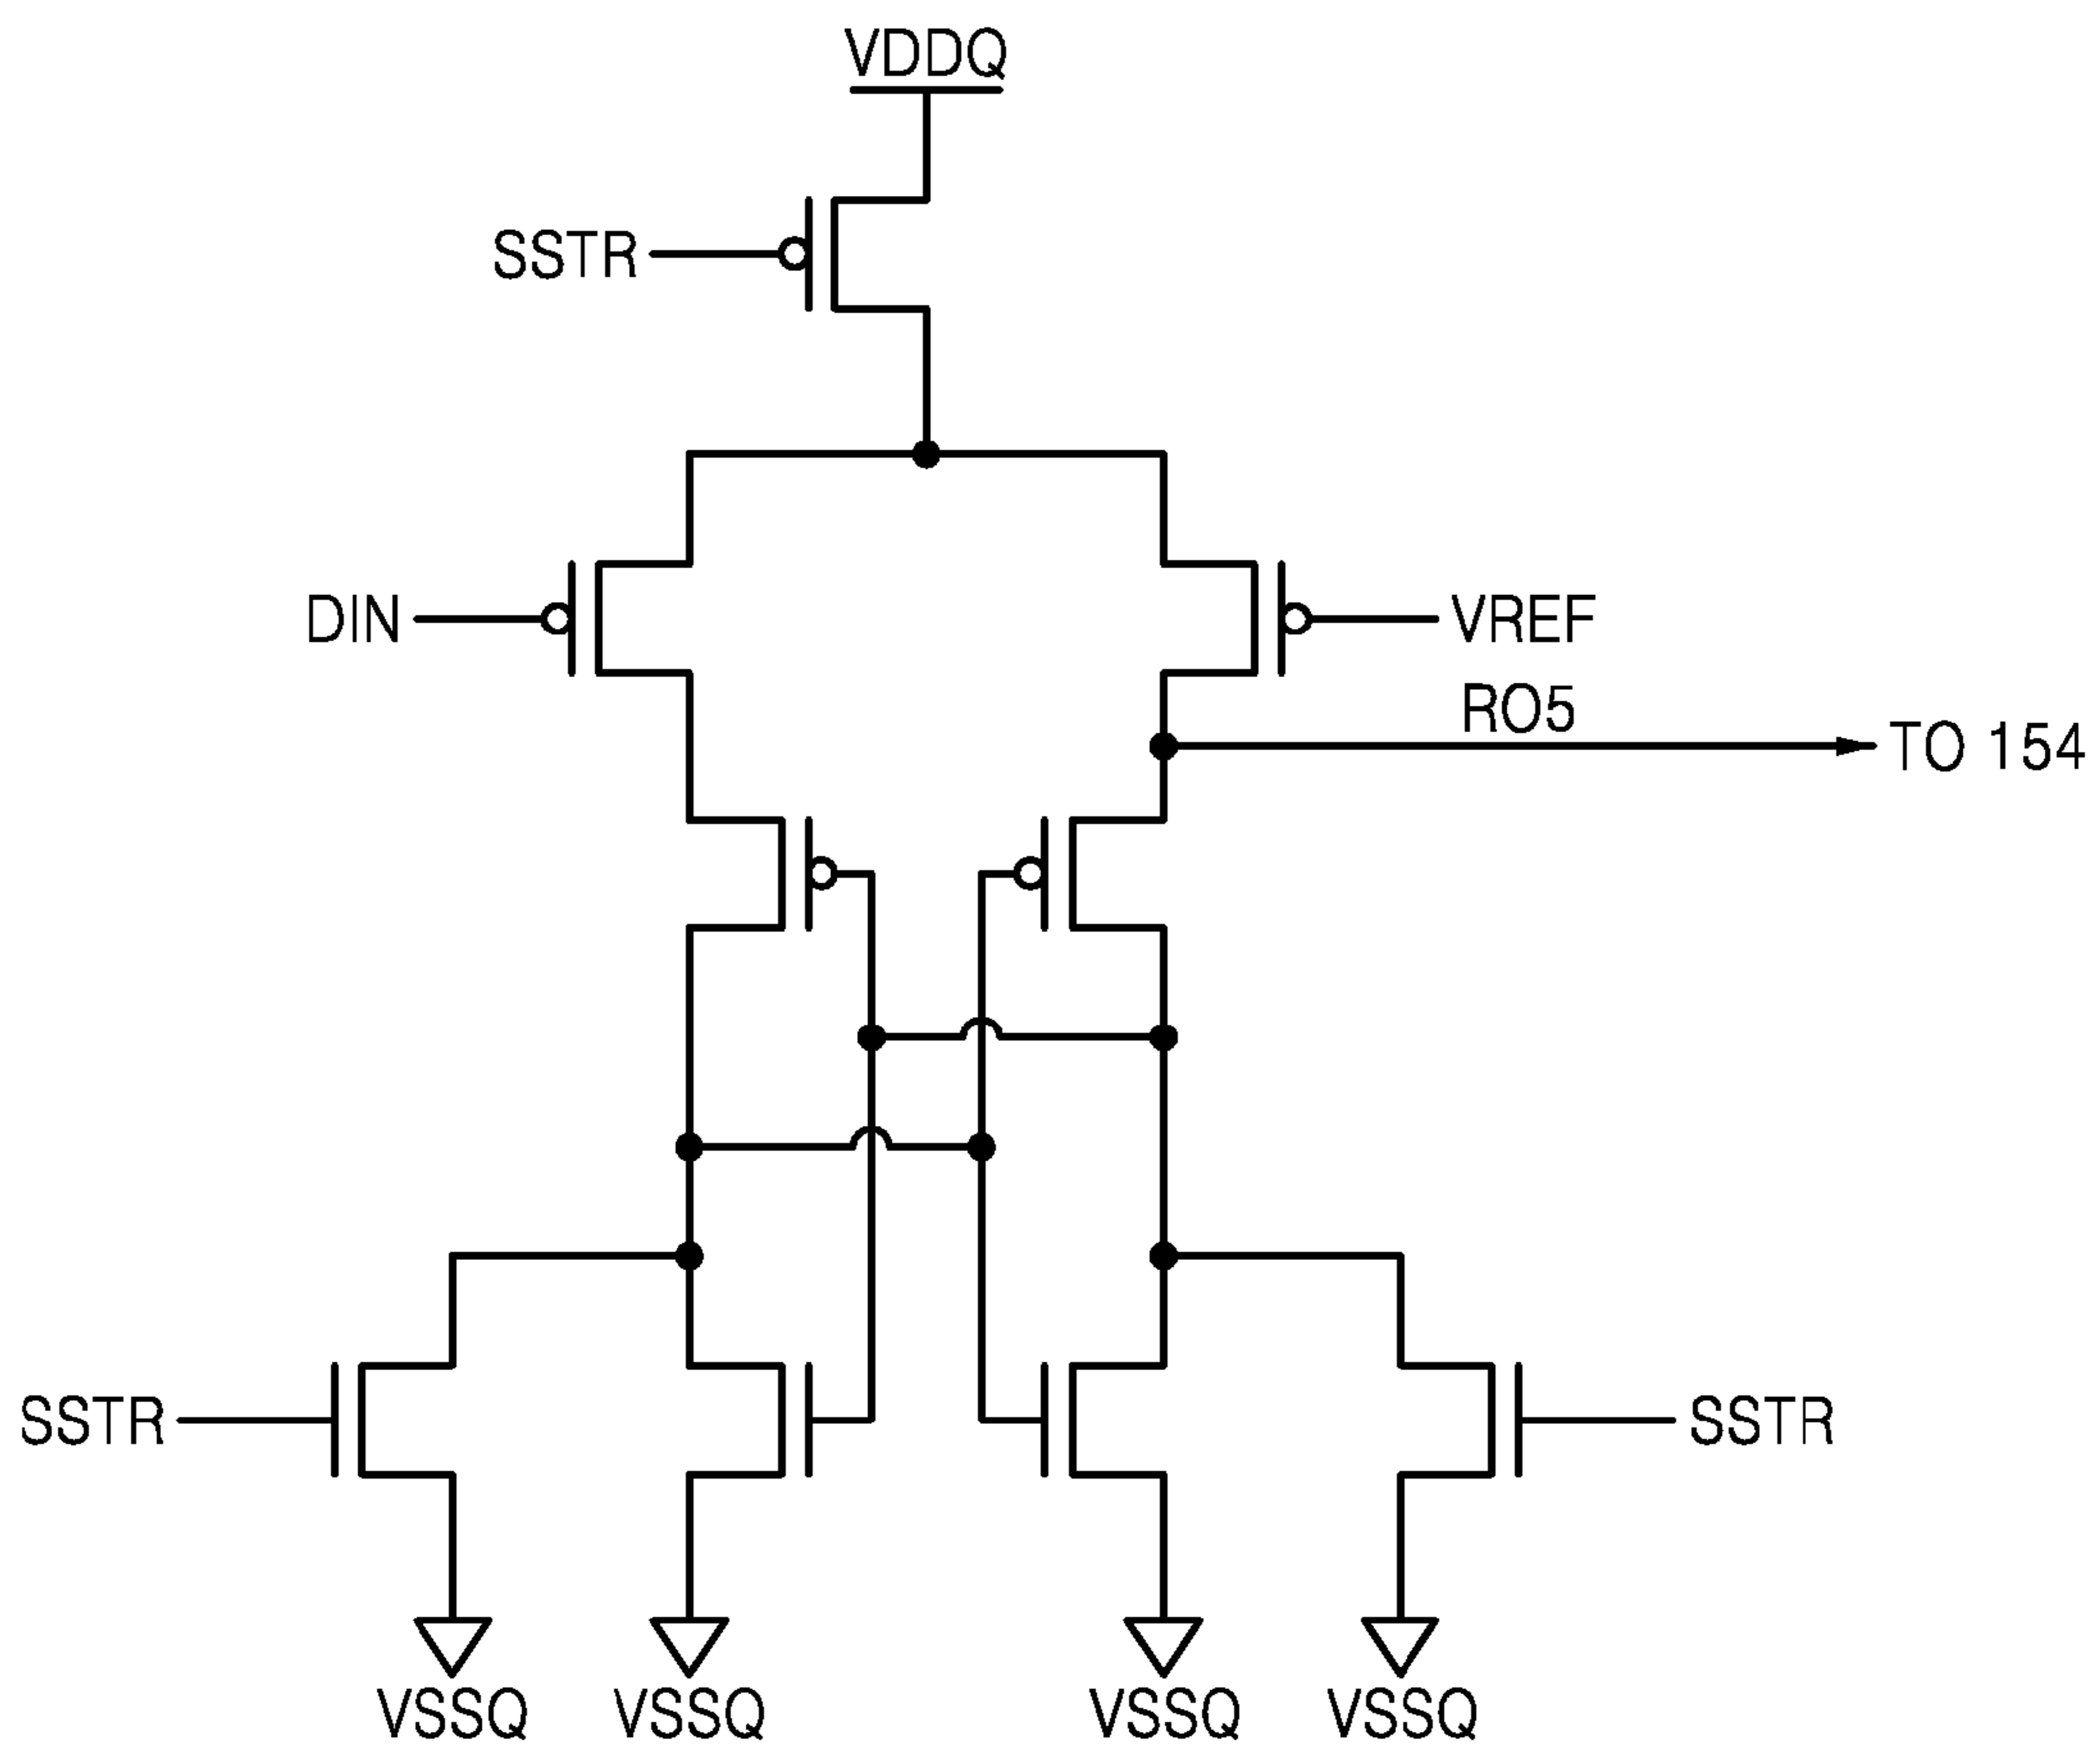 VDDQ
SSTR
DIN
VREF
RO5
TO 154
SSTR
SSTR
VSSQ
VSSQ
VSSQ
VSSQ